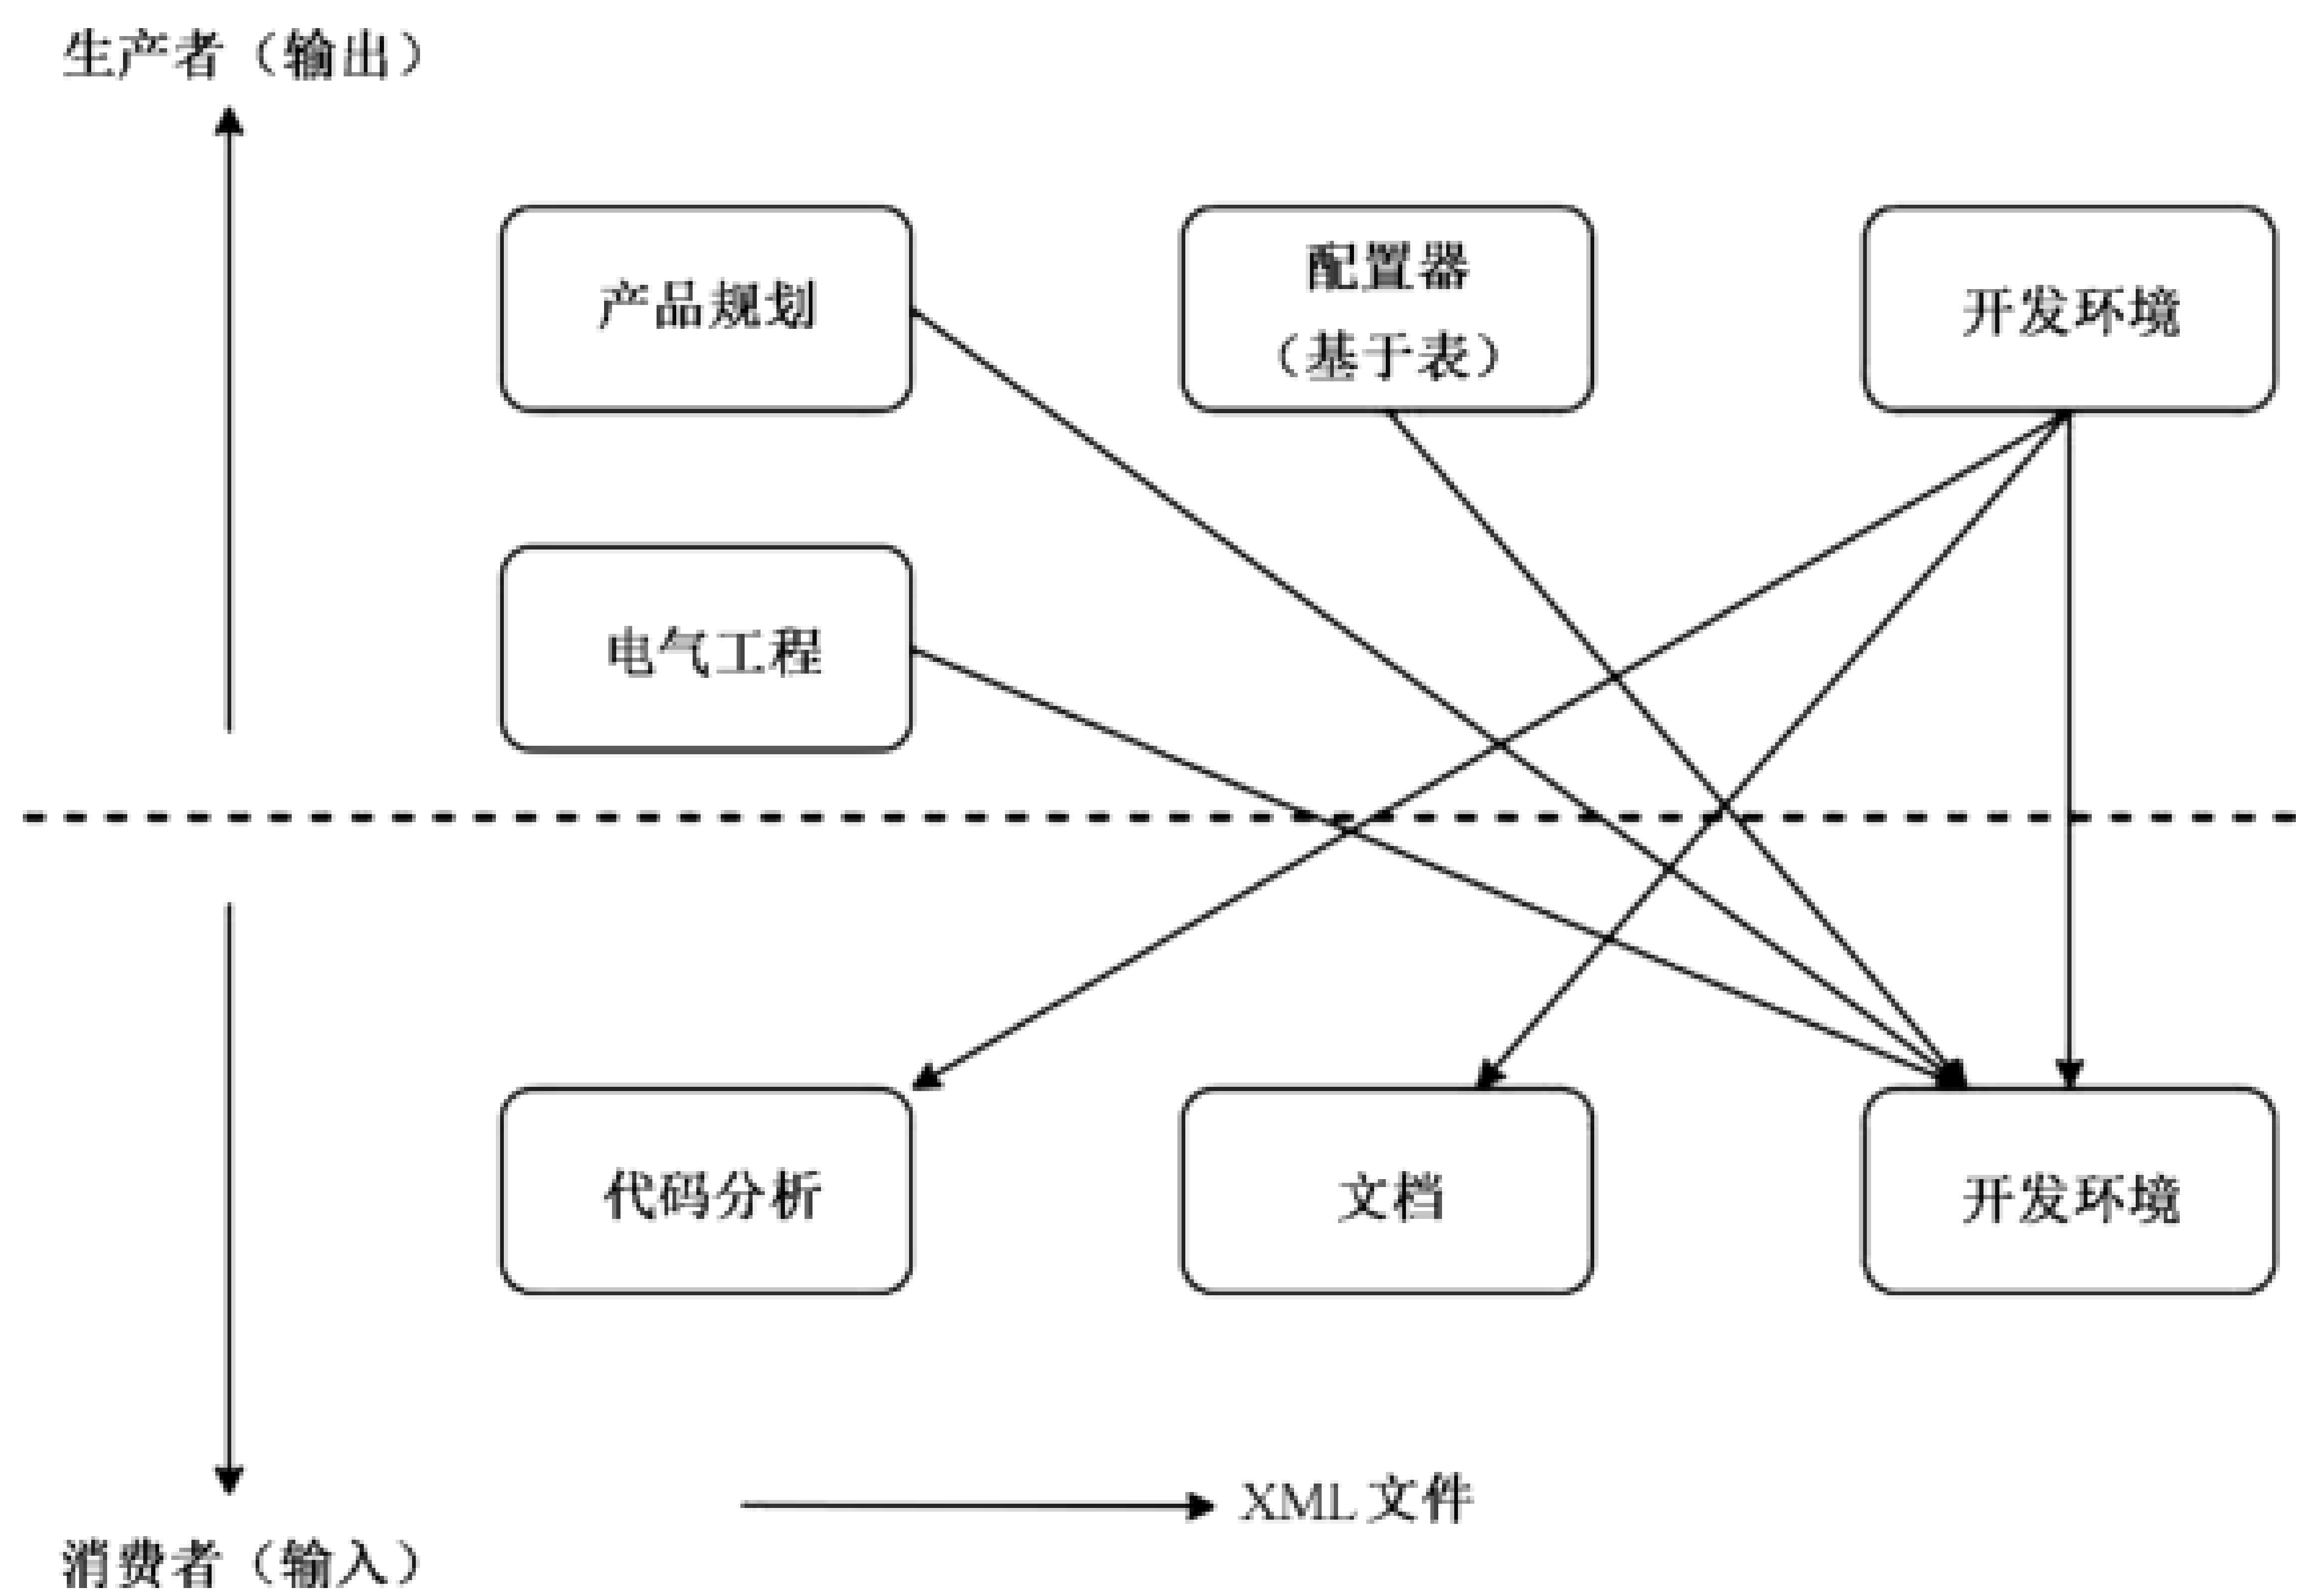 生产者（输出）
产品规划
配置器
（基于表）
开发环境
电气工程
代码分析
文档
开发环境
XML 文件
消费者（输入）